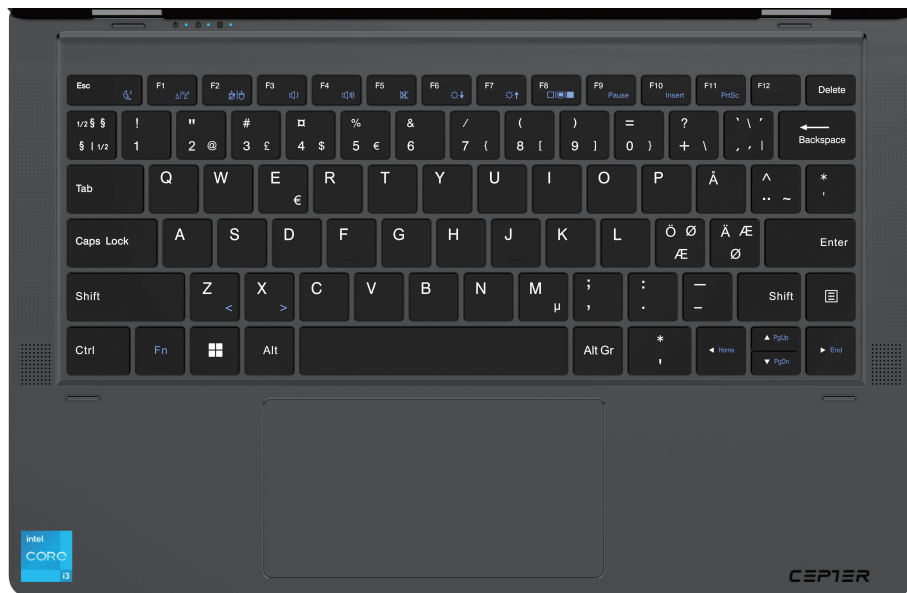 Esc F1 F2 F3 F4 F5 F6 F7 F8 F9 Pause F10 Insert F11 PrtSc F12 Delete
1/2 § § ! " # ¤ % & / ( ) = ? ` \ ´
§ | 1/2 1 2 @ 3 £ 4 $ 5 € 6 7 { 8 [ 9 ] 0 } + \ ˏ ˊ | Backspace
Tab Q W E € R T Y U I O P Å ^ ¨ ~ * '
Caps Lock A S D F G H J K L Ö Ø Æ Ä Æ Ø Enter
Shift Z < X > C V B N M µ ; , : . — – Shift
Ctrl Fn Alt Alt Gr * ' Home PgUp PgDn End
intel
CORE
i3
CEPTER